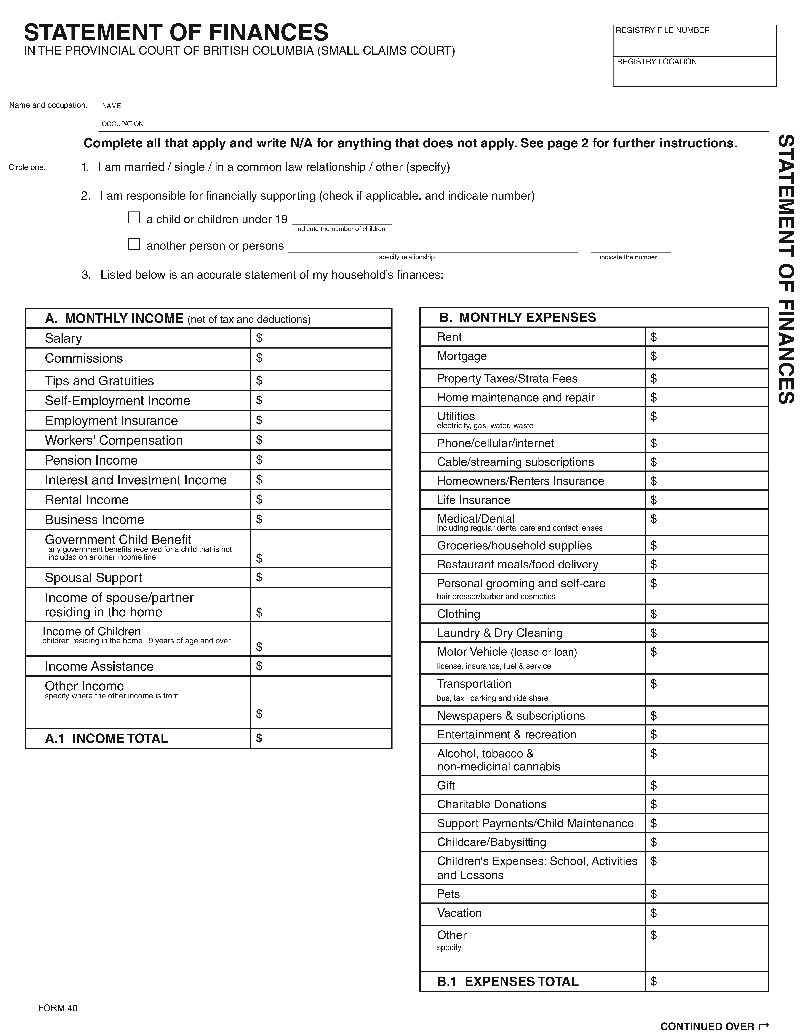 STATEMENT OF FINANCES
IN THE PROVINCIAL COURT OF BRITISH COLUMBIA (SMALL CLAIMS COURT)
REGISTRY FILE NUMBER
REGISTRY LOCATION
Name and occupation.
NAME
OCCUPATION
Complete all that apply and write N/A for anything that does not apply. See page 2 for further instructions.
Circle one.
1. I am married / single / in a common law relationship / other (specify)
2. I am responsible for financially supporting (check if applicable, and indicate number)
a child or children under 19
indicate the number of children
another person or persons
specify relationship
indicate the number
3. Listed below is an accurate statement of my household's finances:
STATEMENT OF FINANCES
A. MONTHLY INCOME (net of tax and deductions)
Salary $
Commissions $
Tips and Gratuities $
Self-Employment Income $
Employment Insurance $
Workers' Compensation $
Pension Income $
Interest and Investment Income $
Rental Income $
Business Income $
Government Child Benefit
any government benefits received for a child that is not
included on another income line $
Spousal Support $
Income of spouse/partner
residing in the home $
Income of Children
children residing in the home 19 years of age and over
$
Income Assistance $
Other Income
specify where the other income is from
$
A.1 INCOME TOTAL $
B. MONTHLY EXPENSES
Rent $
Mortgage $
Property Taxes/Strata Fees $
Home maintenance and repair $
Utilities $
electricity, gas, water, waste
Phone/cellular/internet $
Cable/streaming subscriptions $
Homeowners/Renters Insurance $
Life Insurance $
Medical/Dental $
including regular dental care and contact lenses
Groceries/household supplies $
Restaurant meals/food delivery $
Personal grooming and self-care $
hairdresser/barber and cosmetics
Clothing $
Laundry & Dry Cleaning $
Motor Vehicle (lease or loan) $
license, insurance, fuel & service
Transportation $
bus, taxi, parking and ride share
Newspapers & subscriptions $
Entertainment & recreation $
Alcohol, tobacco & $
non-medicinal cannabis
Gift $
Charitable Donations $
Support Payments/Child Maintenance $
Childcare/Babysitting $
Children's Expenses: School, Activities $
and Lessons
Pets $
Vacation $
Other $
specify
B.1 EXPENSES TOTAL $
FORM 40
CONTINUED OVER